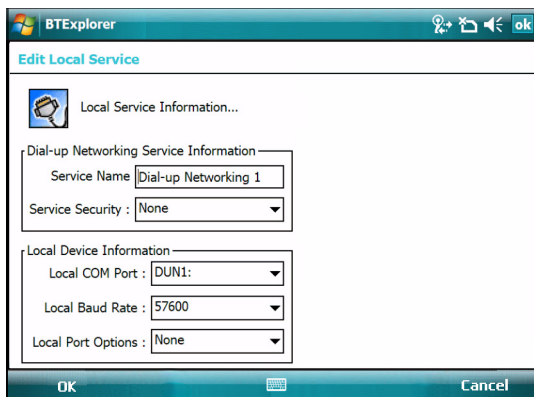 BTExplorer
ok
Edit Local Service
Local Service Information...
Dial-up Networking Service Information
Service Name Dial-up Networking 1
Service Security : None
Local Device Information
Local COM Port : DUN1:
Local Baud Rate : 57600
Local Port Options : None
OK Cancel